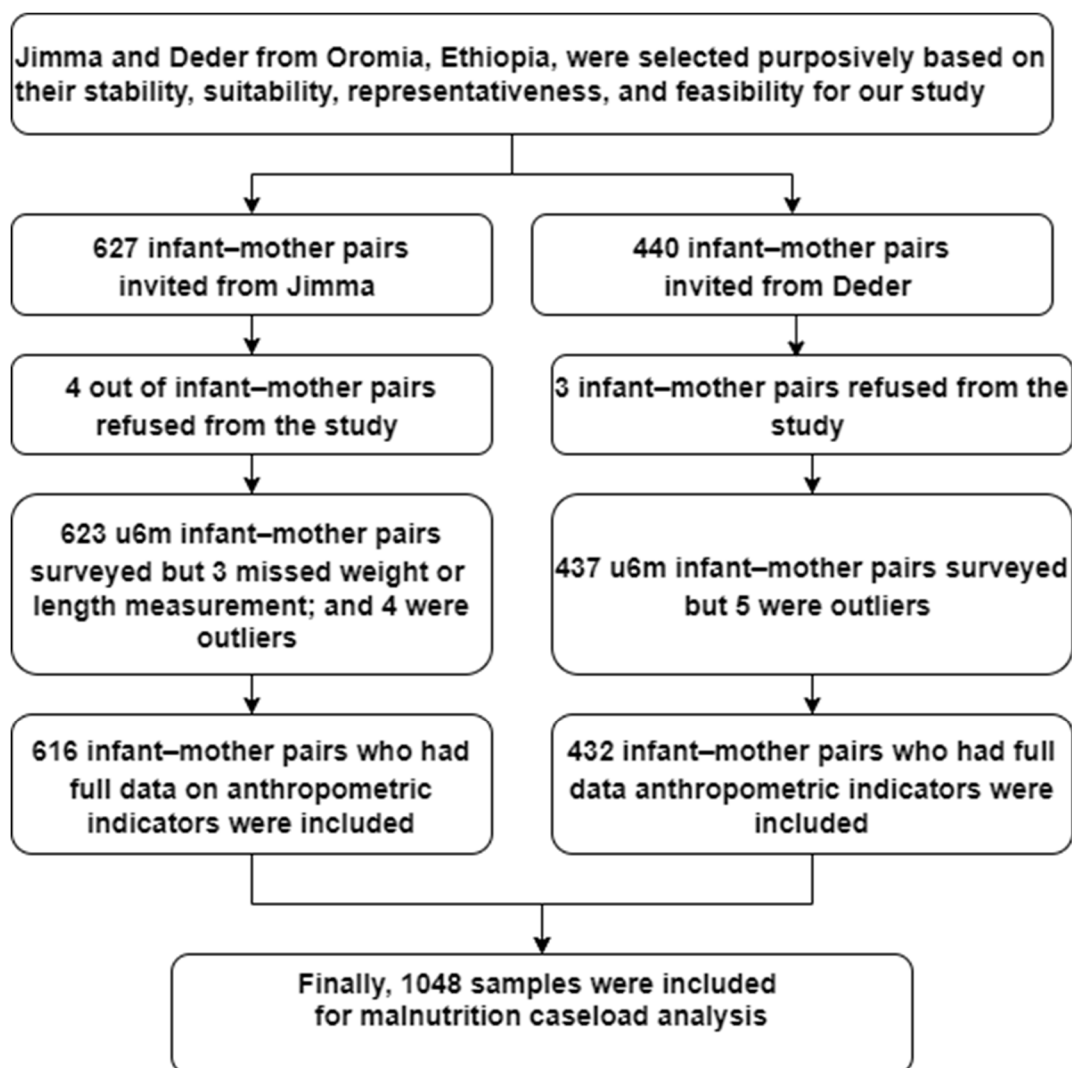 Jimma and Deder from Oromia, Ethiopia, were selected purposively based on
their stability, suitability, representativeness, and feasibility for our study
627 infant–mother pairs
invited from Jimma
440 infant–mother pairs
invited from Deder
4 out of infant–mother pairs
refused from the study
3 infant–mother pairs refused from the
study
623 u6m infant–mother pairs
surveyed but 3 missed weight or
length measurement; and 4 were
outliers
437 u6m infant–mother pairs surveyed
but 5 were outliers
616 infant–mother pairs who had
full data on anthropometric
indicators were included
432 infant–mother pairs who had full
data anthropometric indicators were
included
Finally, 1048 samples were included
for malnutrition caseload analysis